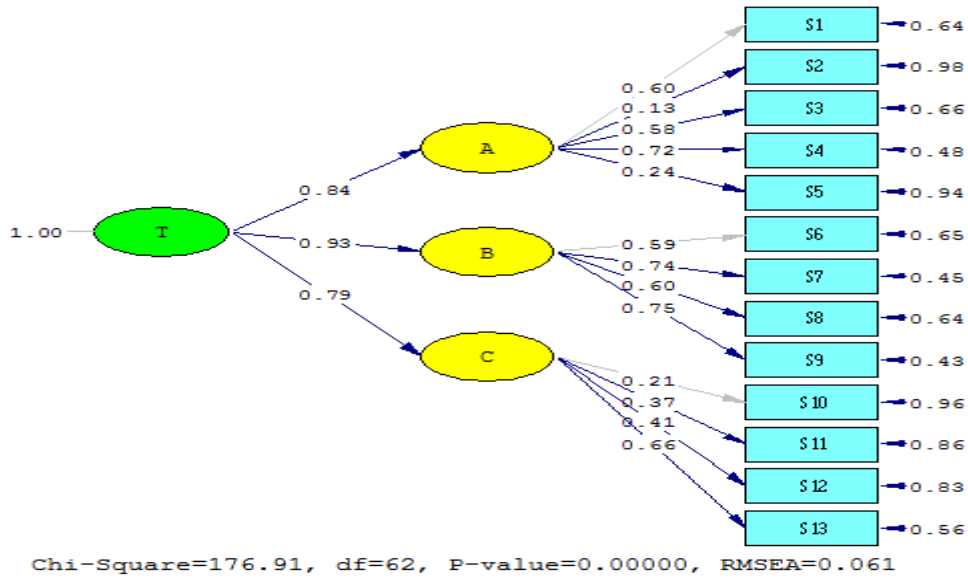 S1
0.64
S2
0.98
0.60
0.13
S3
0.66
0.58
A
S4
0.48
0.72
0.24
0.84
S5
0.94
1.00
T
S6
0.65
0.93
B
0.59
0.74
S7
0.45
0.60
0.79
0.75
S8
0.64
C
S9
0.43
0.21
0.37
S10
0.96
0.41
0.66
S11
0.86
S12
0.83
S13
0.56
Chi-Square=176.91, df=62, P-value=0.00000, RMSEA=0.061